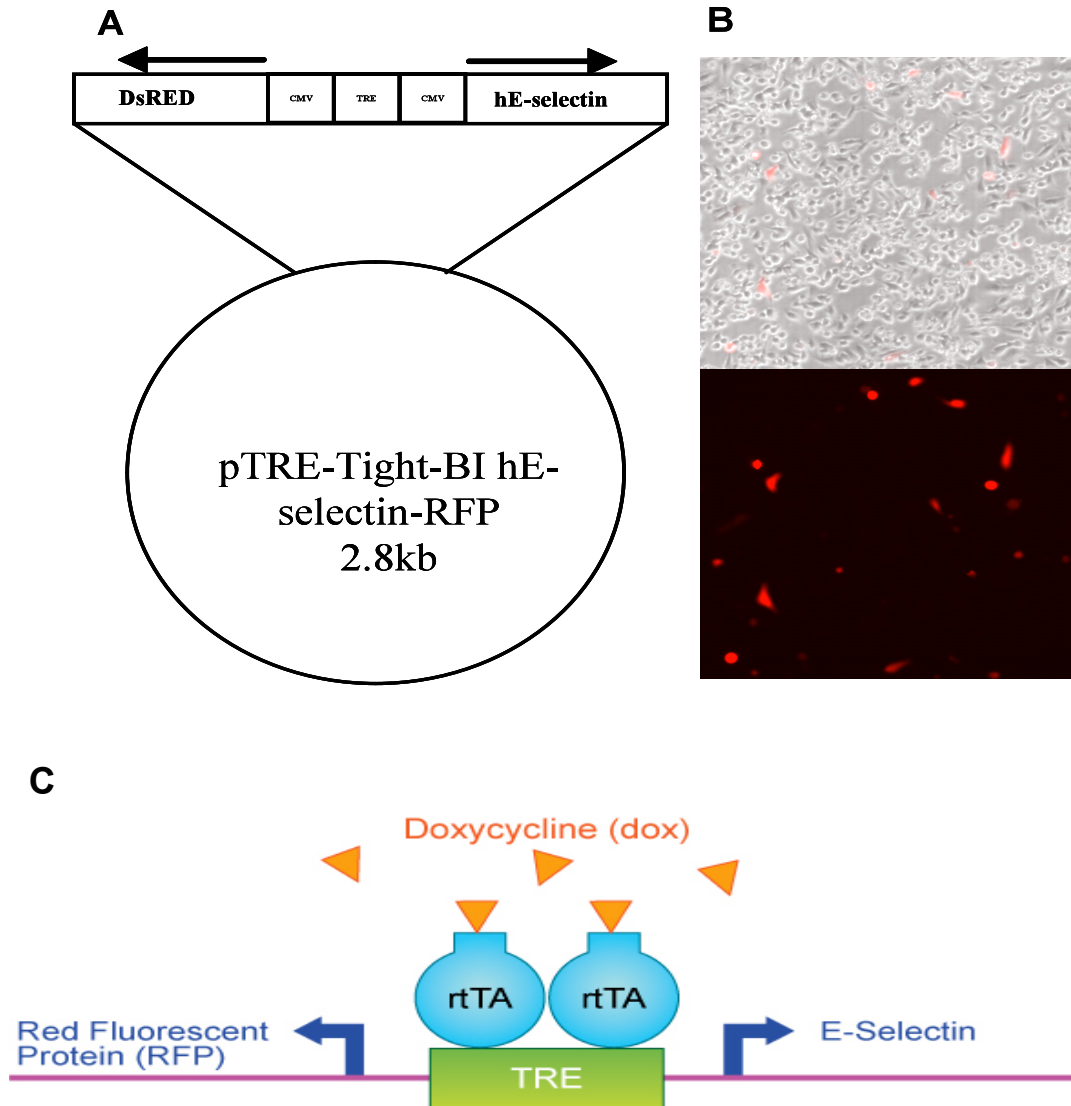 A
DsRED
CMV
TRE
CMV
hE-selectin
pTRE-Tight-BI hE-
selectin-RFP
2.8kb
B
C
Doxycycline (dox)
rtTA
rtTA
Red Fluorescent
Protein (RFP)
E-Selectin
TRE